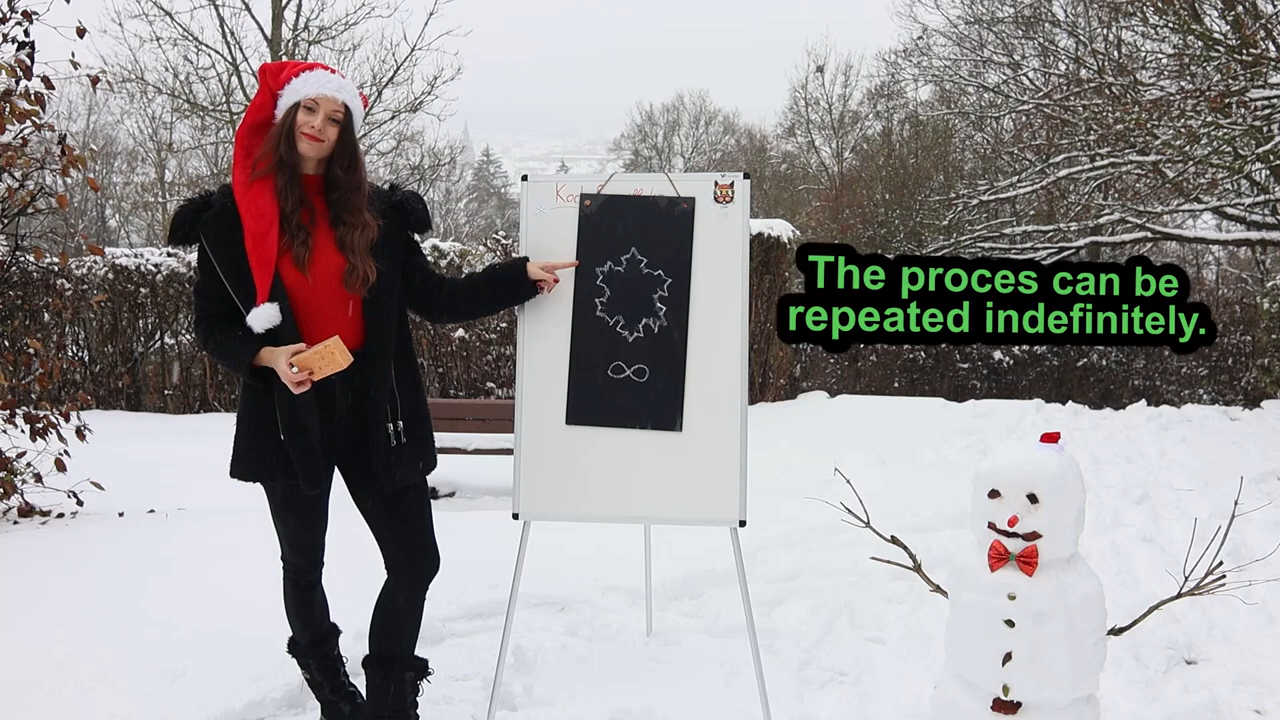 The proces can be
repeated indefinitely.
∞